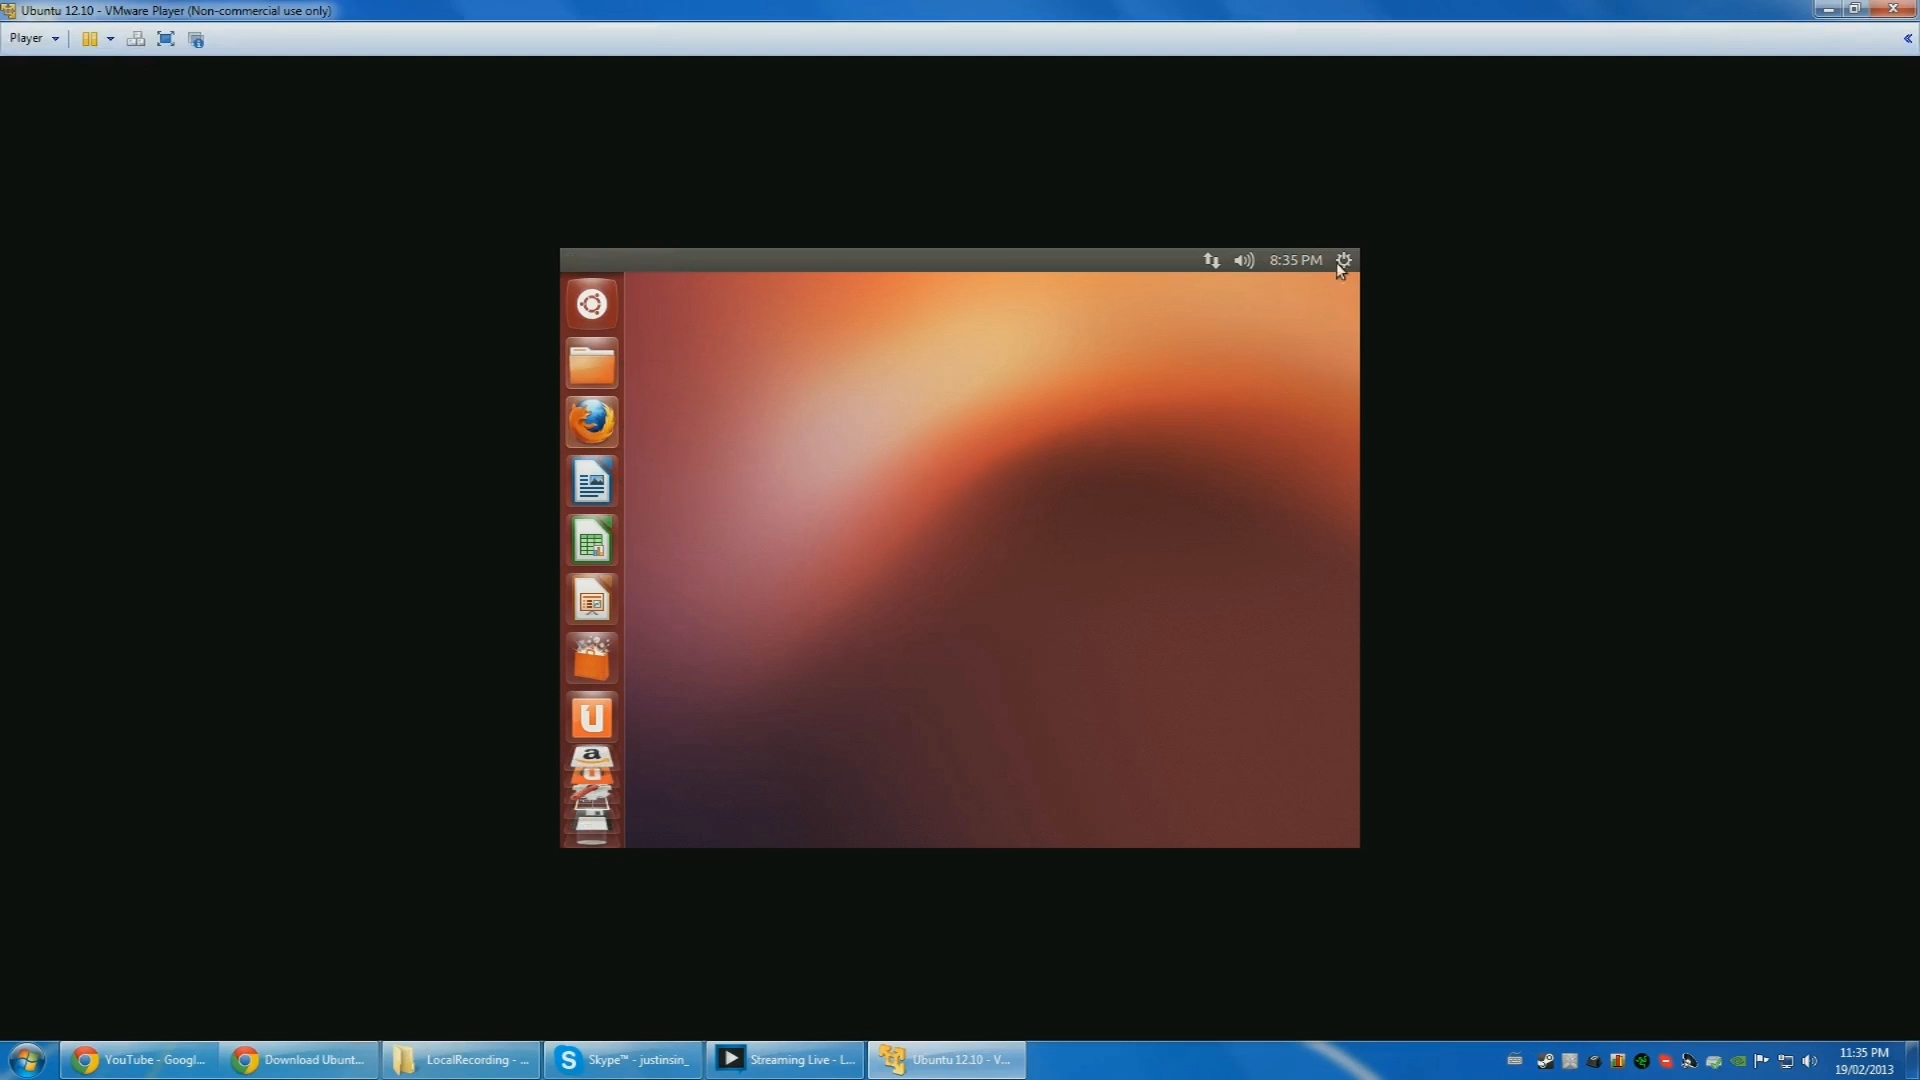 Ubuntu 12.10 - VMware Player (Non-commercial use only)
Player
8:35 PM
a
u
u
YouTube - Googl...
Download Ubunt...
LocalRecording - ...
S
Skype™ - justinsin_
Streaming Live - L...
Ubuntu 12.10 - V...
11:35 PM
19/02/2013